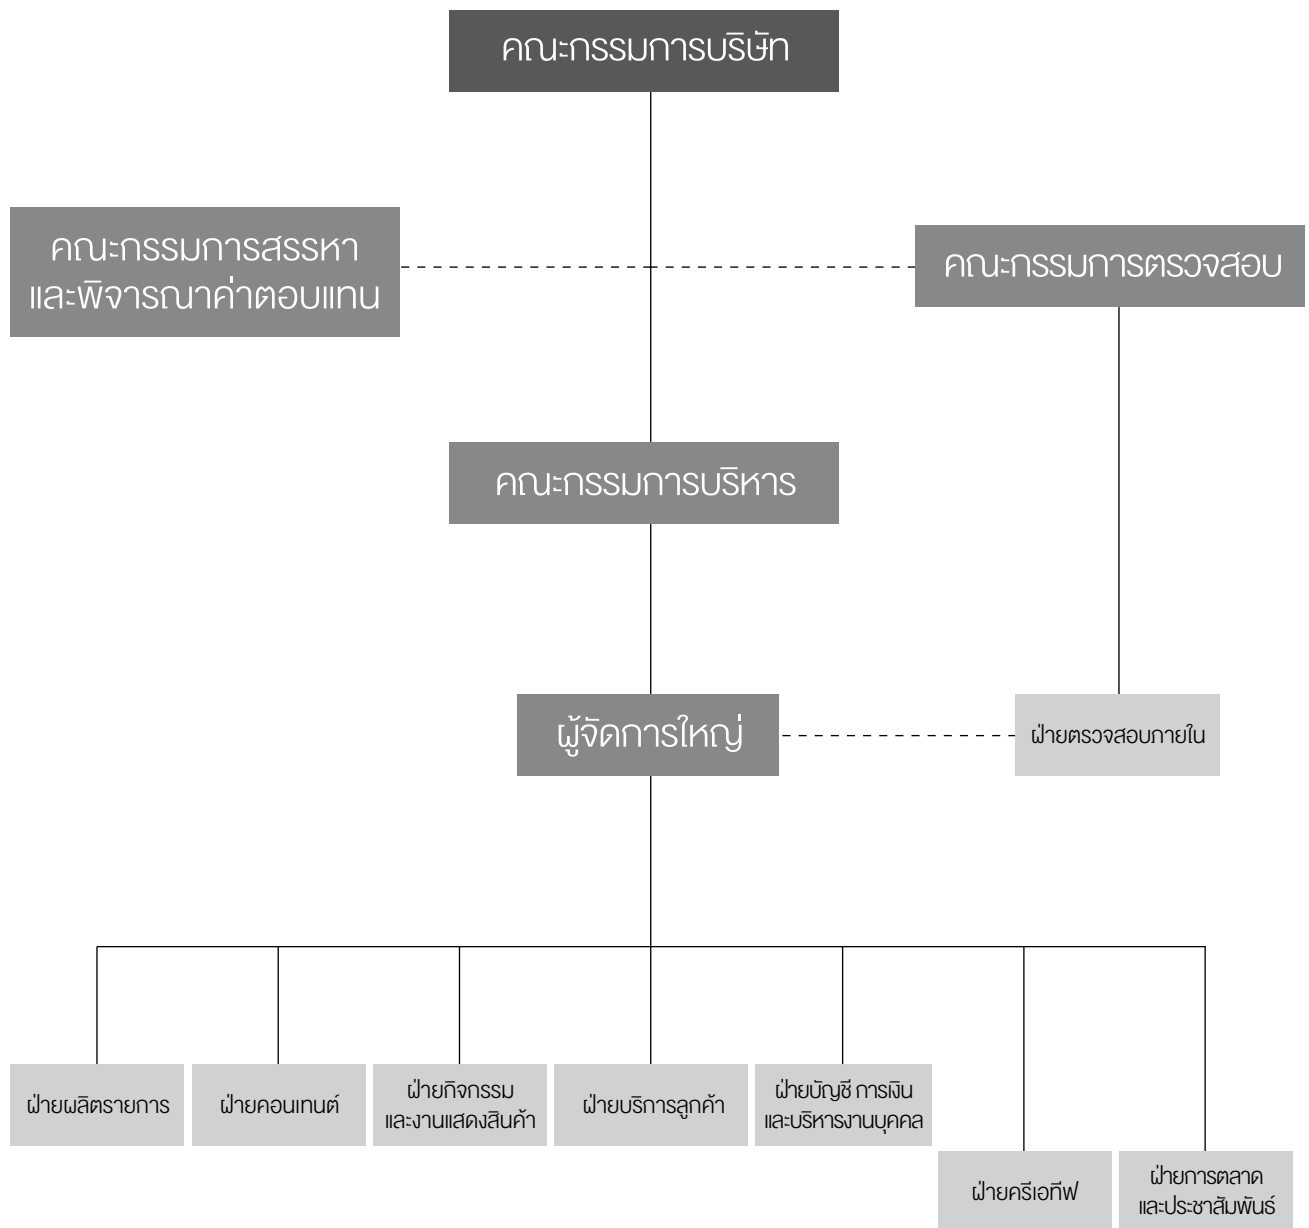 คณะกรรมการบริษัท
คณะกรรมการสรรหา
และพิจารณาค่าตอบแทน
คณะกรรมการตรวจสอบ
คณะกรรมการบริหาร
ผู้จัดการใหญ่
ฝ่ายตรวจสอบภายใน
ฝ่ายผลิตรายการ
ฝ่ายคอนเทนต์
ฝ่ายกิจกรรม
และงานแสดงสินค้า
ฝ่ายบริการลูกค้า
ฝ่ายบัญชี การเงิน
และบริหารงานบุคคล
ฝ่ายครีเอทีฟ
ฝ่ายการตลาด
และประชาสัมพันธ์